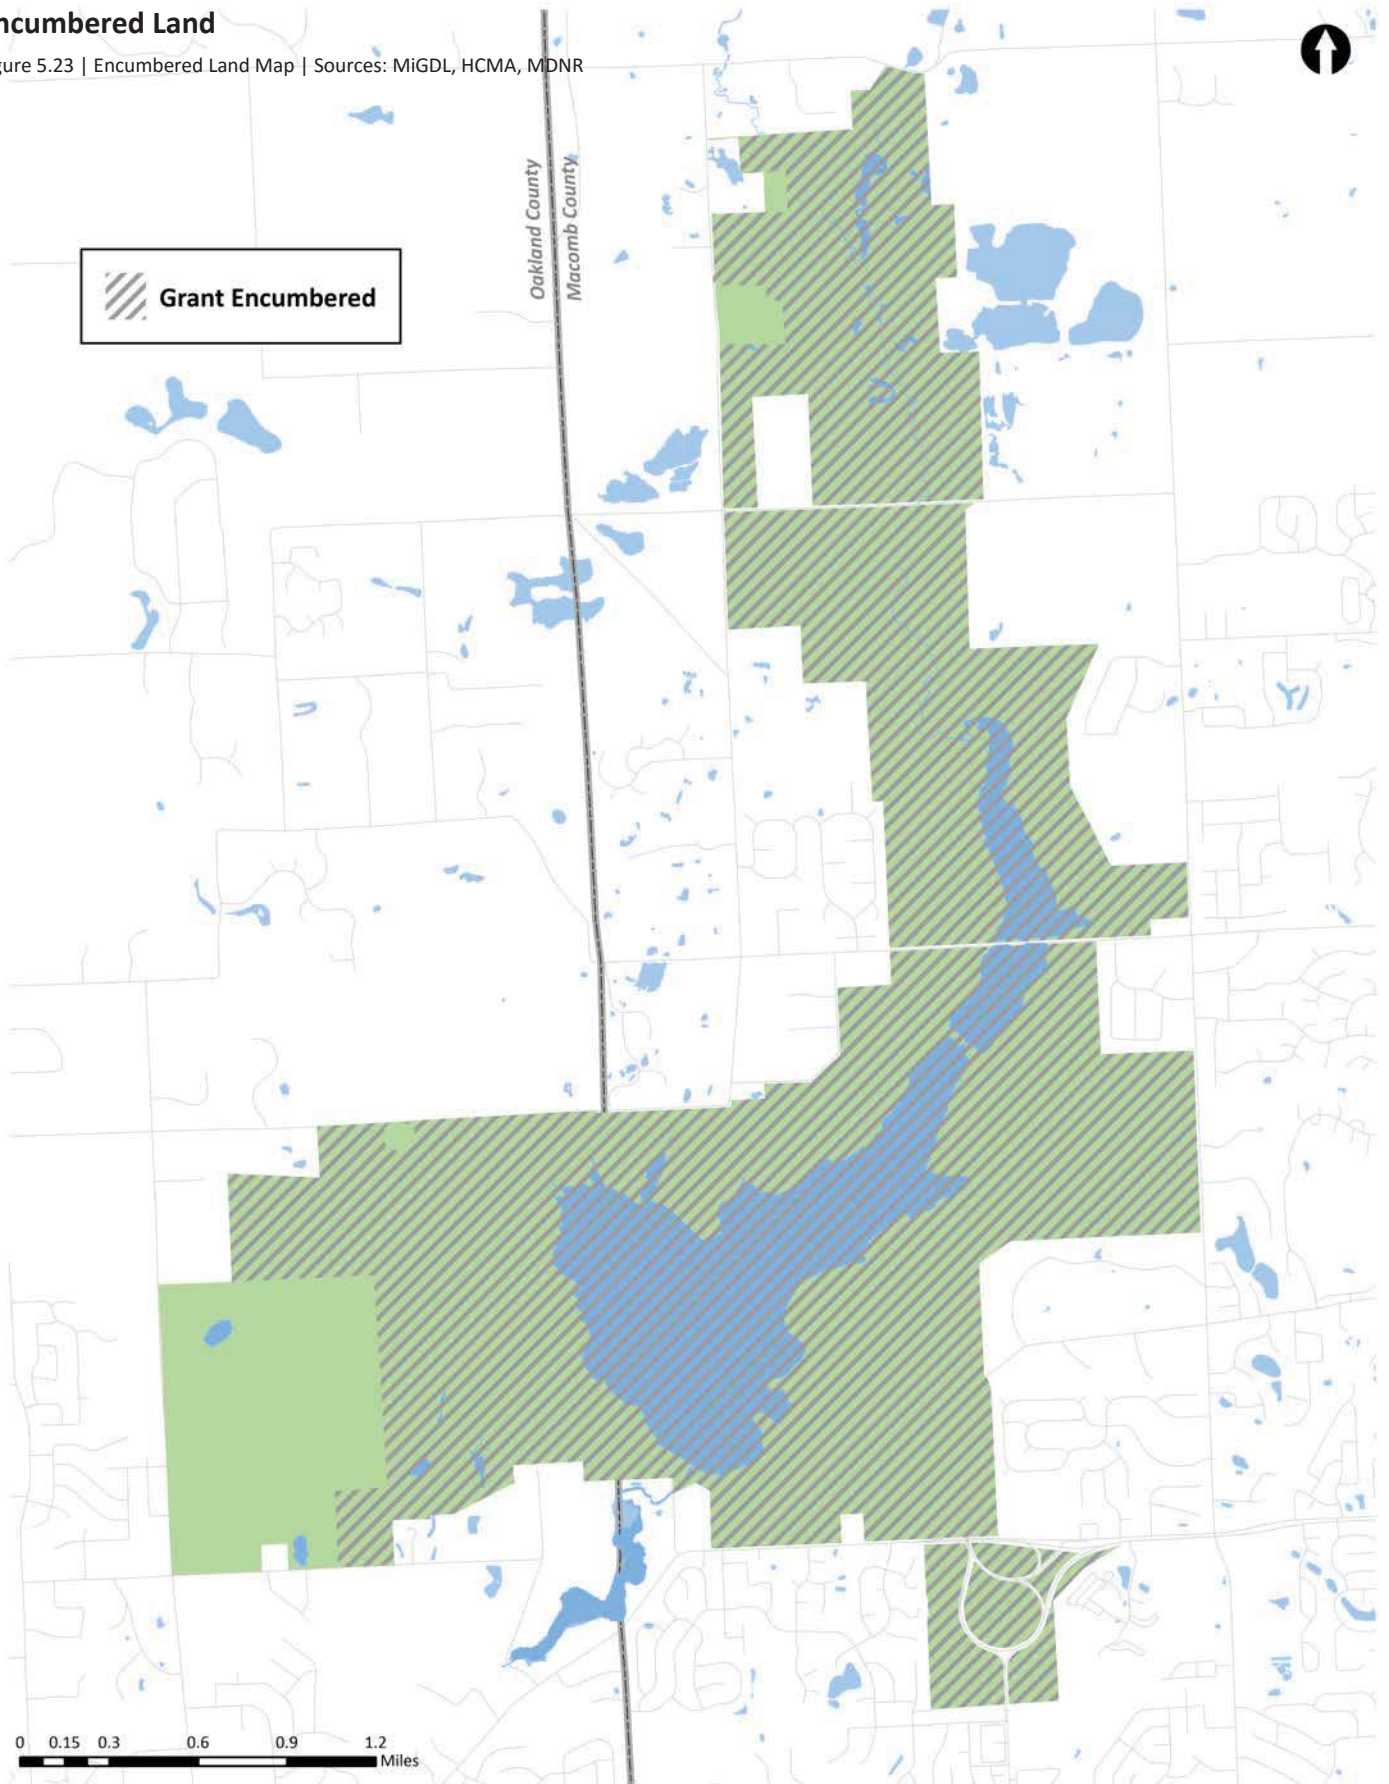 ncumbered Land
gure 5.23 | Encumbered Land Map | Sources: MiGDL, HCMA, MDNR
Oakland County
Macomb County
Grant Encumbered
0 0.15 0.3 0.6 0.9 1.2
Miles